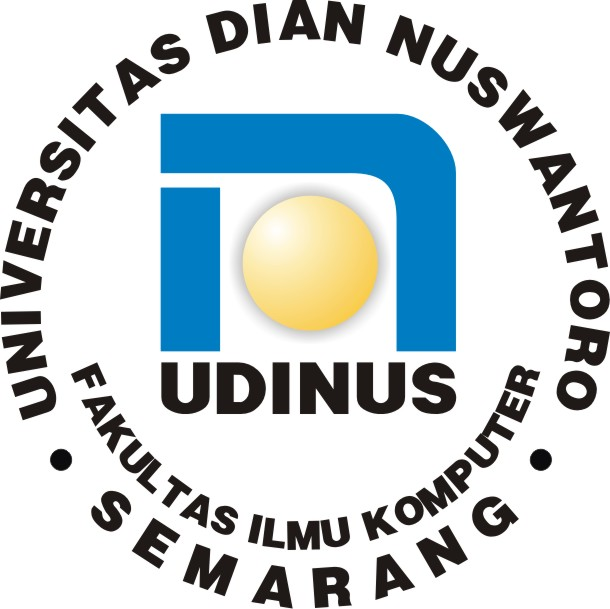 UNIVERSITAS DIAN NUSWANTORO
UDINUS
FAKULTAS ILMU KOMPUTER
SEMARANG